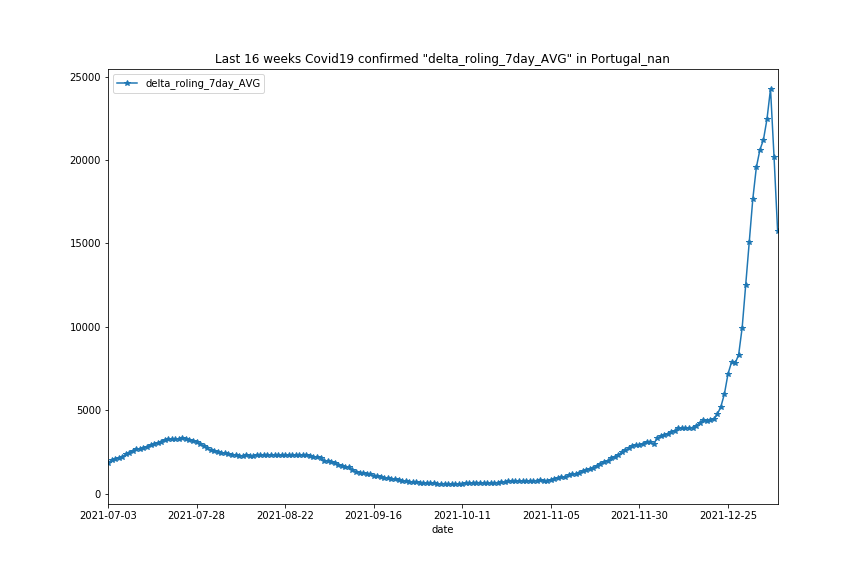 Last 16 weeks Covid19 confirmed "delta_roling_7day_AVG" in Portugal_nan
delta_roling_7day_AVG
25000
20000
15000
10000
5000
0
2021-07-03 2021-07-28 2021-08-22 2021-09-16 2021-10-11 2021-11-05 2021-11-30 2021-12-25
date